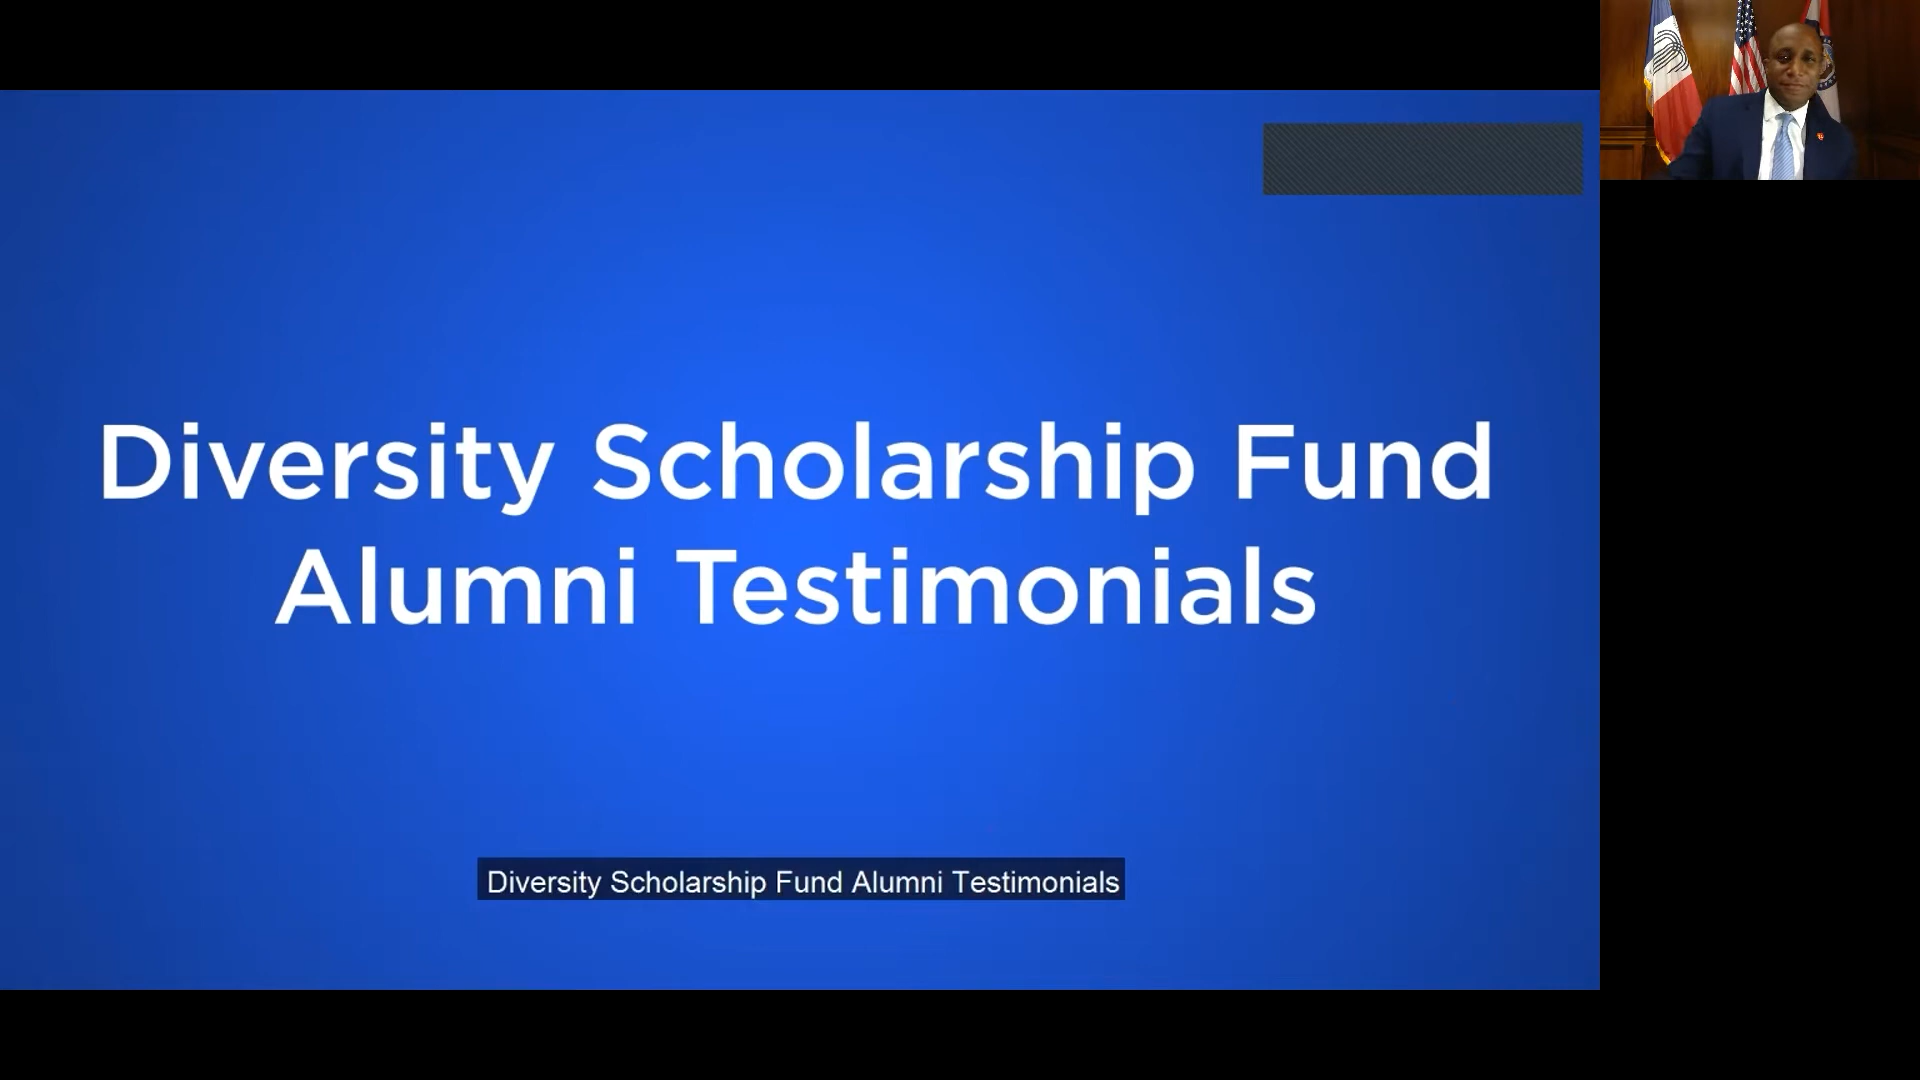 Diversity Scholarship Fund
Alumni Testimonials
Diversity Scholarship Fund Alumni Testimonials